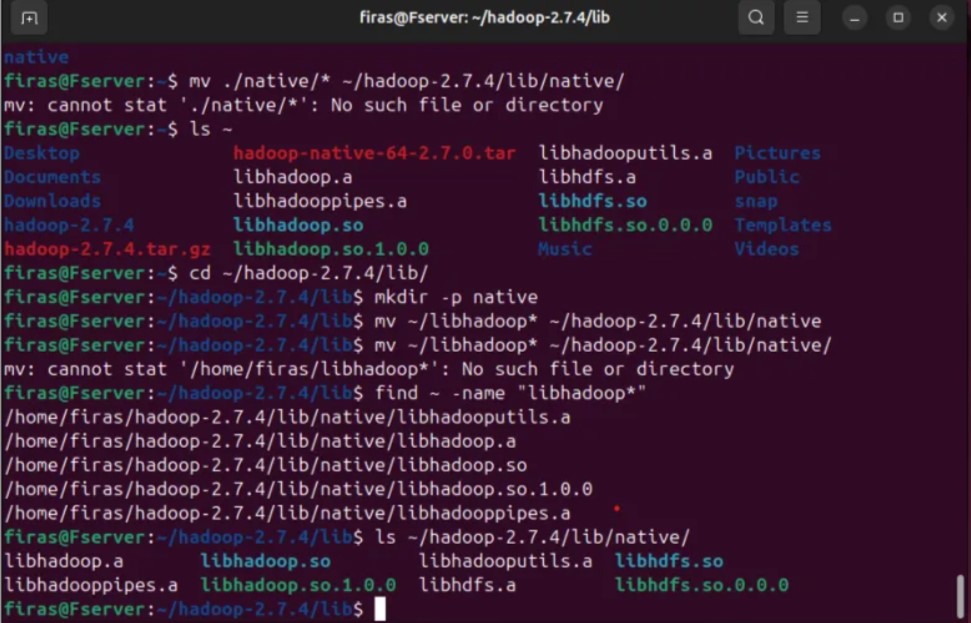 firas@Fserver: ~/hadoop-2.7.4/lib
native
firas@Fserver:~$ mv ./native/* ~/hadoop-2.7.4/lib/native/
mv: cannot stat './native/*': No such file or directory
firas@Fserver:~$ ls ~
Desktop hadoop-native-64-2.7.0.tar libhadooputils.a Pictures
Documents libhadoop.a libhdfs.a Public
Downloads libhadooppipes.a libhdfs.so snap
hadoop-2.7.4 libhadoop.so libhdfs.so.0.0.0 Templates
hadoop-2.7.4.tar.gz libhadoop.so.1.0.0 Music Videos
firas@Fserver:~$ cd ~/hadoop-2.7.4/lib/
firas@Fserver:~/hadoop-2.7.4/lib$ mkdir -p native
firas@Fserver:~/hadoop-2.7.4/lib$ mv ~/libhadoop* ~/hadoop-2.7.4/lib/native
firas@Fserver:~/hadoop-2.7.4/lib$ mv ~/libhadoop* ~/hadoop-2.7.4/lib/native/
mv: cannot stat '/home/firas/libhadoop*': No such file or directory
firas@Fserver:~/hadoop-2.7.4/lib$ find ~ -name "libhadoop*"
/home/firas/hadoop-2.7.4/lib/native/libhadooputils.a
/home/firas/hadoop-2.7.4/lib/native/libhadoop.a
/home/firas/hadoop-2.7.4/lib/native/libhadoop.so
/home/firas/hadoop-2.7.4/lib/native/libhadoop.so.1.0.0
/home/firas/hadoop-2.7.4/lib/native/libhadooppipes.a
firas@Fserver:~/hadoop-2.7.4/lib$ ls ~/hadoop-2.7.4/lib/native/
libhadoop.a libhadoop.so libhadooputils.a libhdfs.so
libhadooppipes.a libhadoop.so.1.0.0 libhdfs.a libhdfs.so.0.0.0
firas@Fserver:~/hadoop-2.7.4/lib$